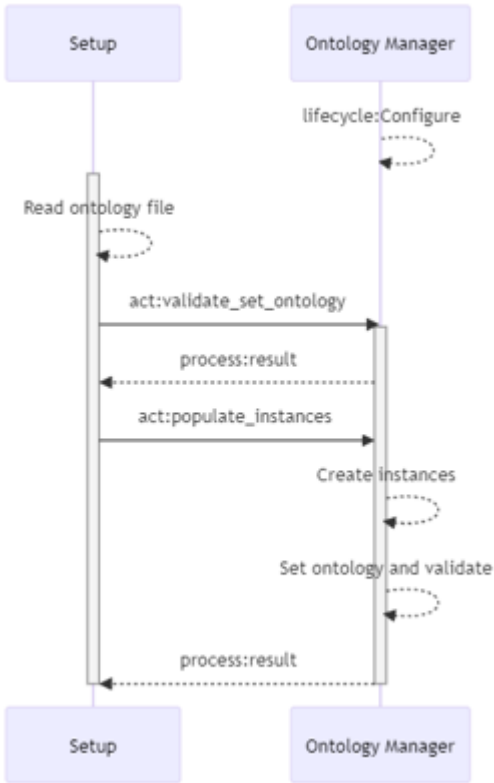 Setup
Ontology Manager
lifecycle:Configure
Read ontology file
act:validate_set_ontology
process:result
act:populate_instances
Create instances
Set ontology and validate
process:result
Setup
Ontology Manager